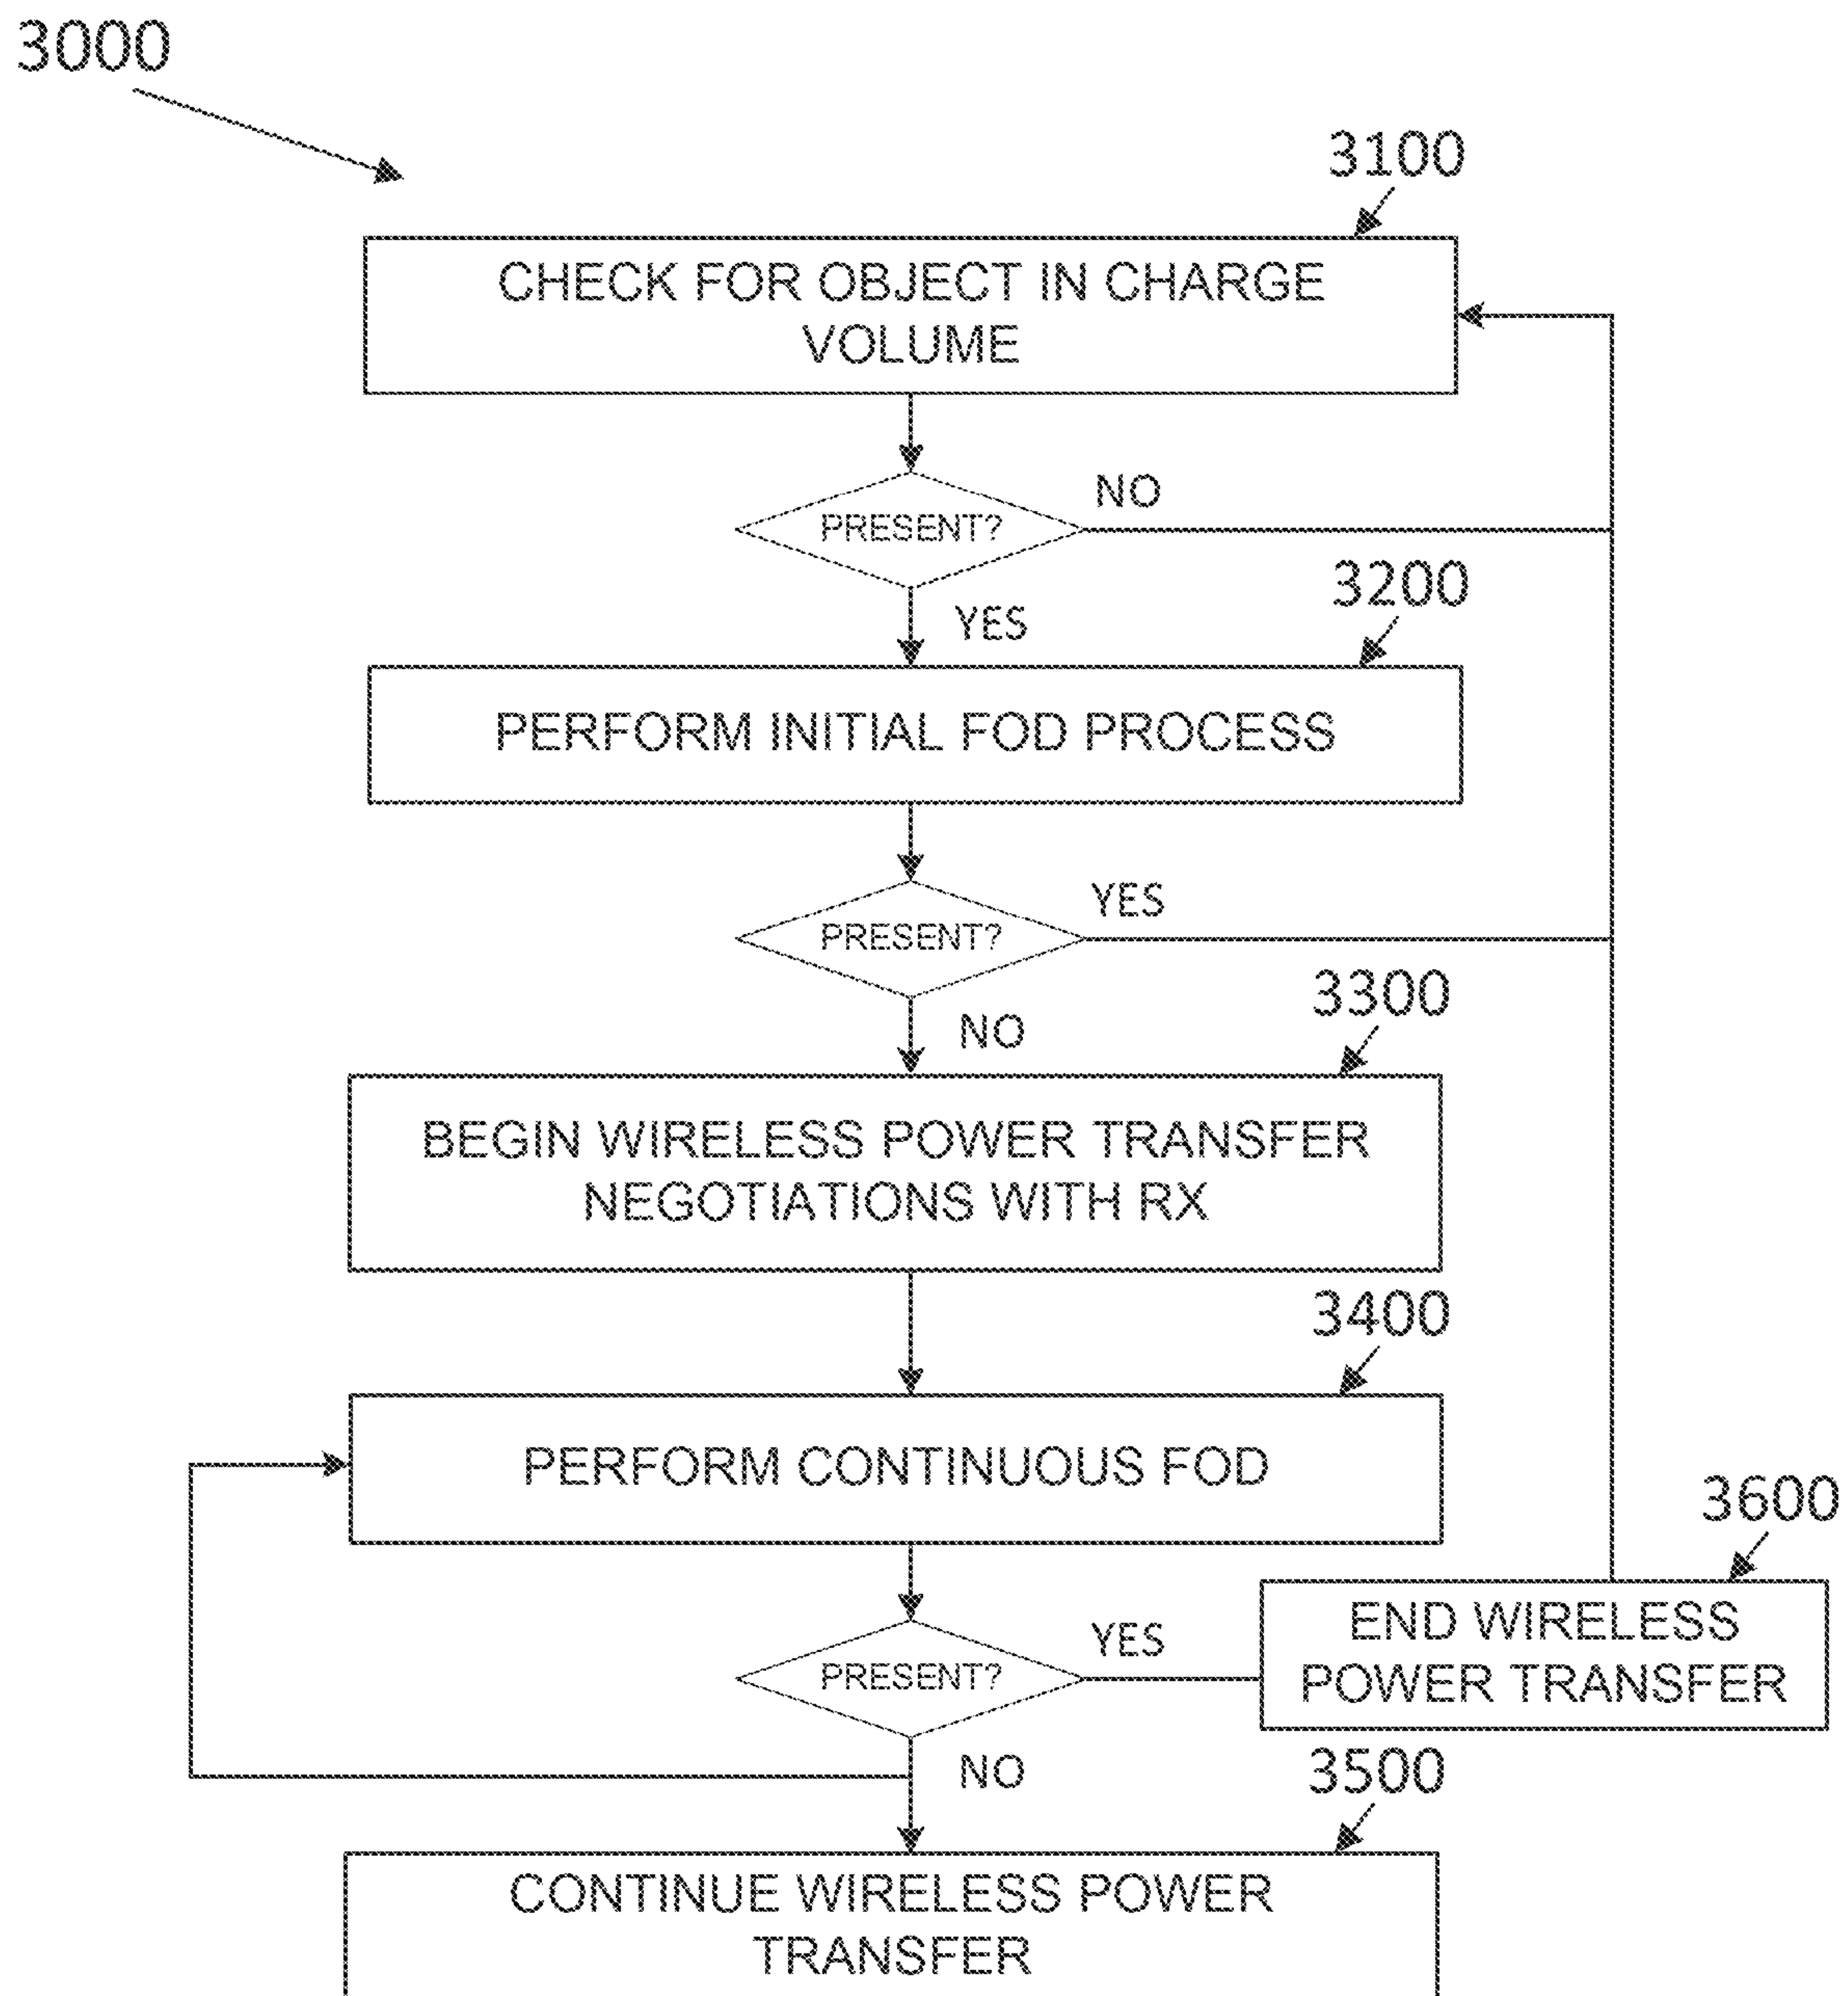 3000
3100
CHECK FOR OBJECT IN CHARGE
VOLUME
NO
PRESENT?
3200
YES
PERFORM INITIAL FOD PROCESS
YES
PRESENT?
3300
NO
BEGIN WIRELESS POWER TRANSFER
NEGOTIATIONS WITH RX
3400
PERFORM CONTINUOUS FOD
3600
END WIRELESS
POWER TRANSFER
YES
PRESENT?
NO
3500
CONTINUE WIRELESS POWER
TRANSFER